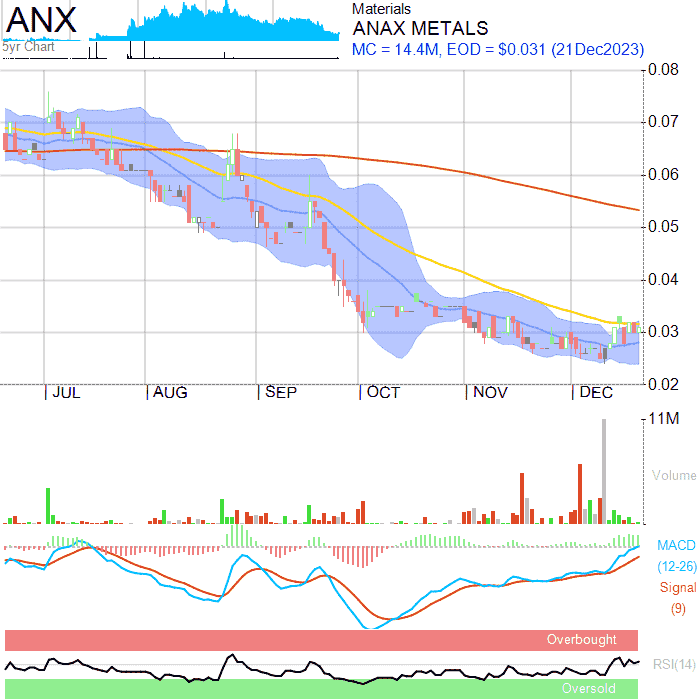 ANX
5yr Chart
Materials
ANAX METALS
MC = 14.4M, EOD = $0.031 (21Dec2023)
0.08
0.07
0.06
0.05
0.04
0.03
0.02
JUL AUG SEP OCT NOV DEC
11M
Volume
MACD
(12-26)
Signal
(9)
Overbought
RSI(14)
Oversold